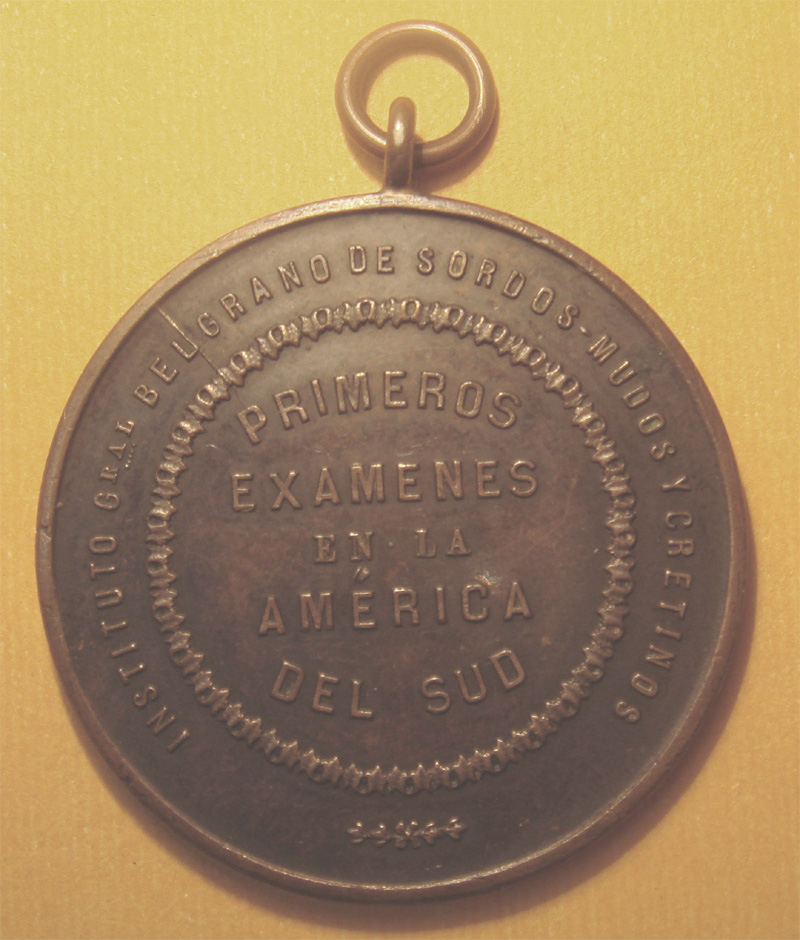 INSTITUTO GRAL BELGRANO DE SORDOS-MUDOS Y CRETINOS
PRIMEROS
EXAMENES
EN LA
AMÉRICA
DEL SUD